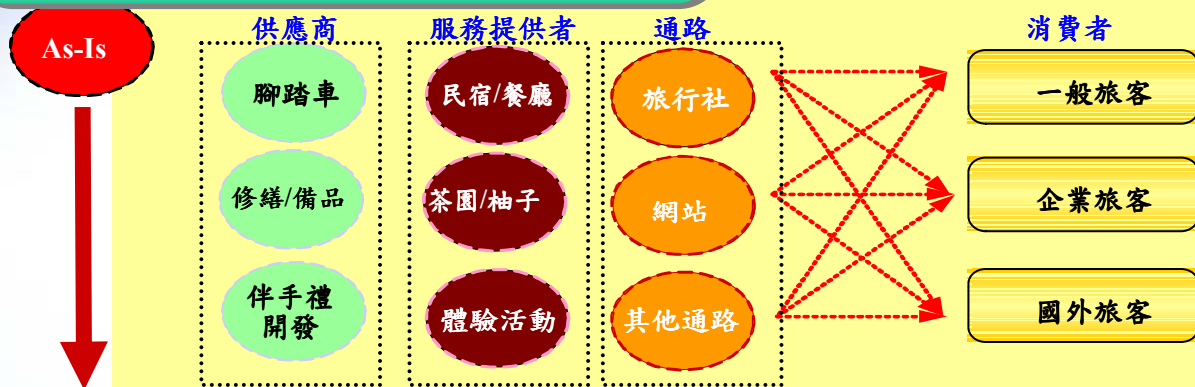 As-Is
供應商
服務提供者
通路
消費者
腳踏車
民宿/餐廳
旅行社
一般旅客
修繕/備品
茶園/柚子
網站
企業旅客
伴手禮
開發
體驗活動
其他通路
國外旅客